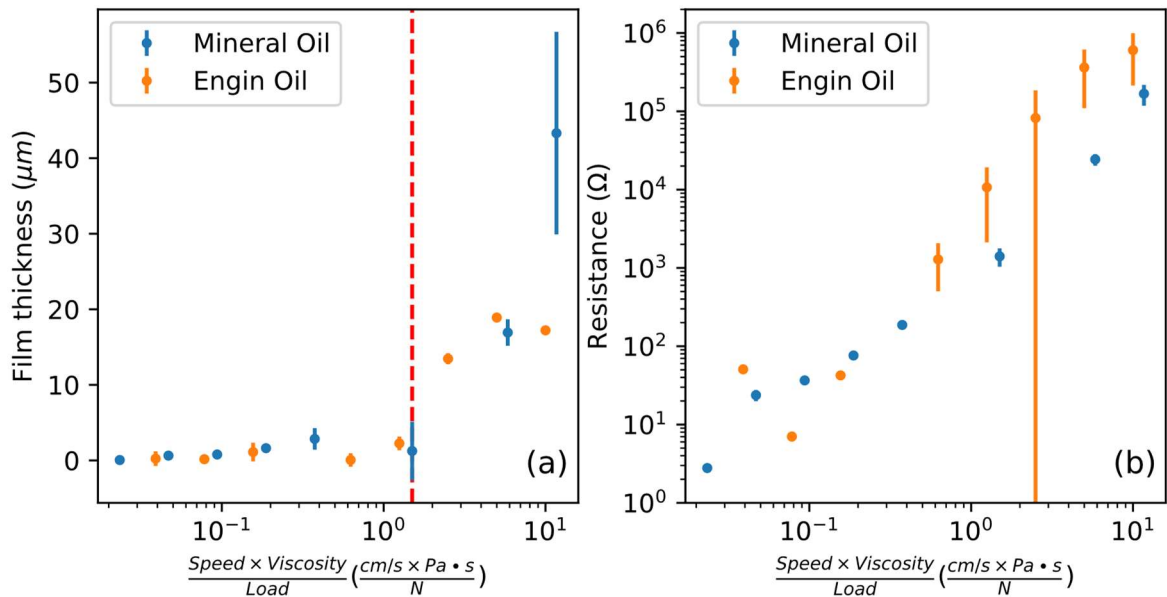 Mineral Oil
Engin Oil
Film thickness (μm)
50
40
30
20
10
0
10⁻¹
10⁰
10¹
(a)
Speed × Viscosity
Load
(cm/s × Pa • s
N)
Mineral Oil
Engin Oil
Resistance (Ω)
10⁶
10⁵
10⁴
10³
10²
10¹
10⁰
10⁻¹
10⁰
10¹
(b)
Speed × Viscosity
Load
(cm/s × Pa • s
N)